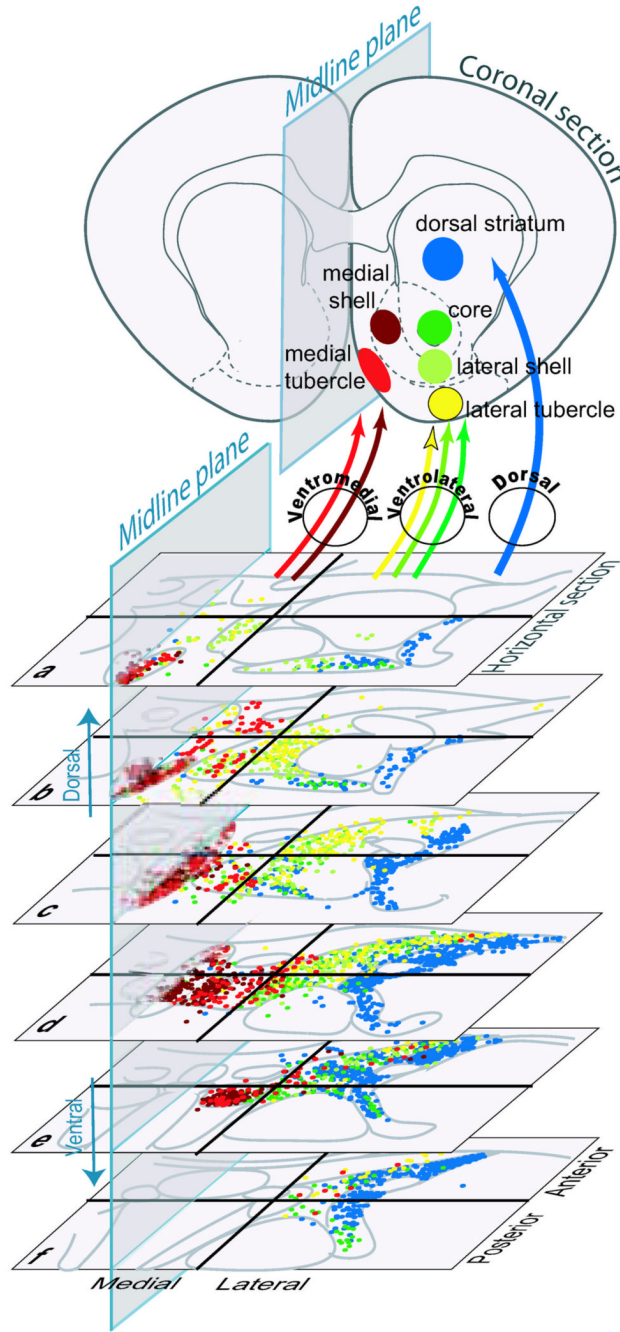 Midline plane
Coronal section
dorsal striatum
medial
shell
core
medial
tubercle
lateral shell
lateral tubercle
Midline plane
Ventromedial
Ventrolateral
Dorsal
Horizontal section
a
Dorsal
b
c
d
Ventral
e
f
Anterior
Posterior
Medial
Lateral